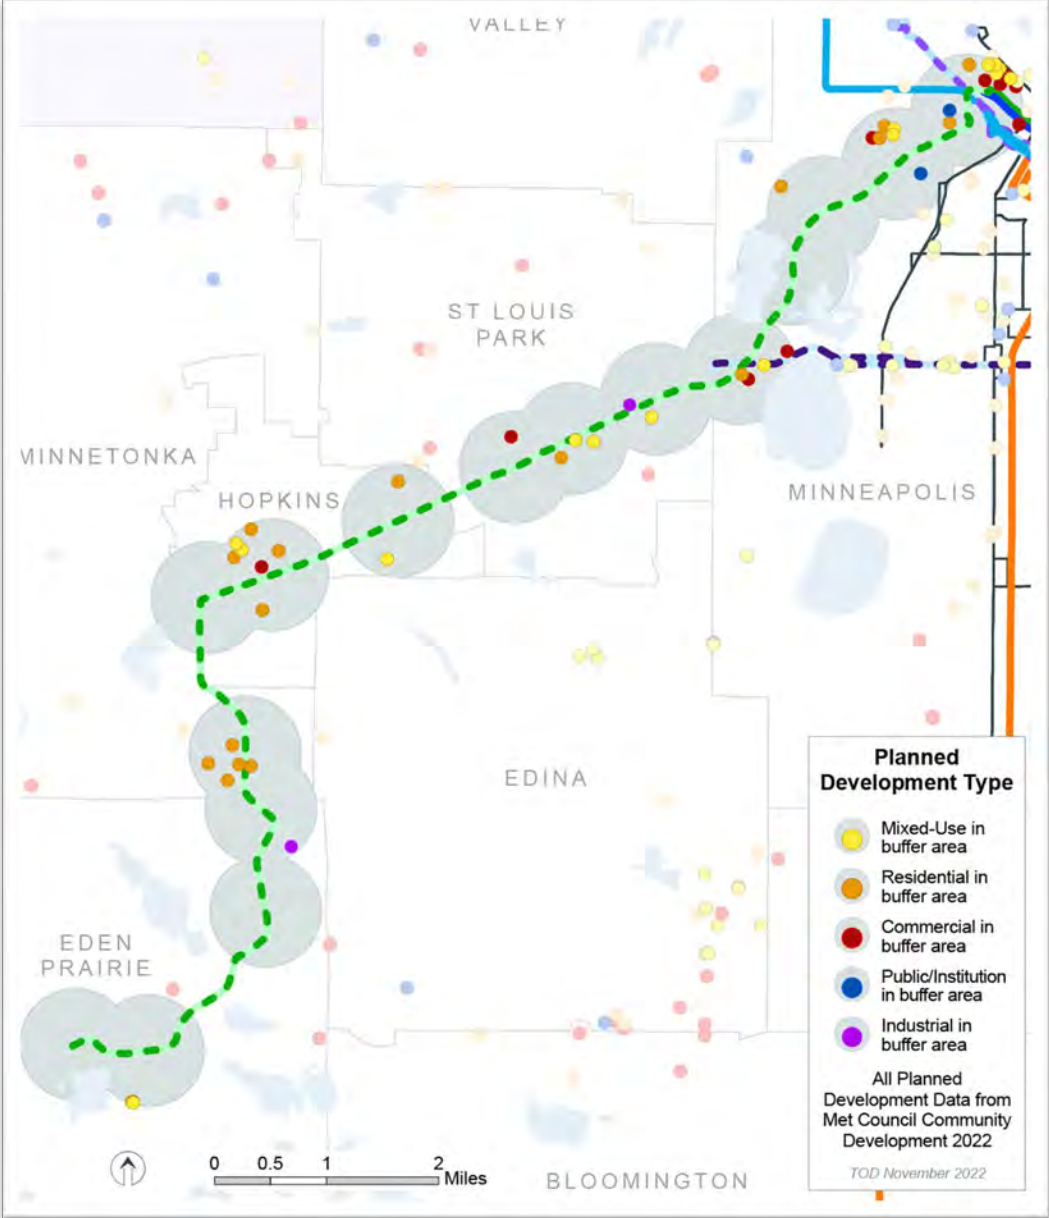 VALLEY
ST LOUIS
PARK
MINNETONKA
HOPKINS
MINNEAPOLIS
EDINA
EDEN
PRAIRIE
BLOOMINGTON
0 0.5 1 2
Miles
Planned
Development Type
Mixed-Use in
buffer area
Residential in
buffer area
Commercial in
buffer area
Public/Institution
in buffer area
Industrial in
buffer area
All Planned
Development Data from
Met Council Community
Development 2022
TOD November 2022